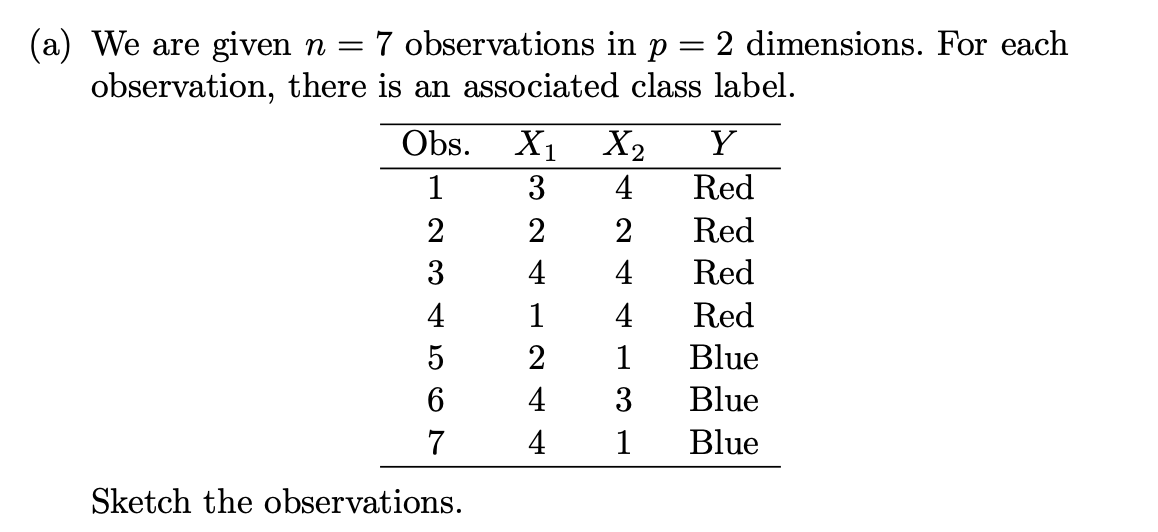 (a) We are given n = 7 observations in p = 2 dimensions. For each
observation, there is an associated class label.
Obs. X₁ X₂ Y
1 3 4 Red
2 2 2 Red
3 4 4 Red
4 1 4 Red
5 2 1 Blue
6 4 3 Blue
7 4 1 Blue
Sketch the observations.